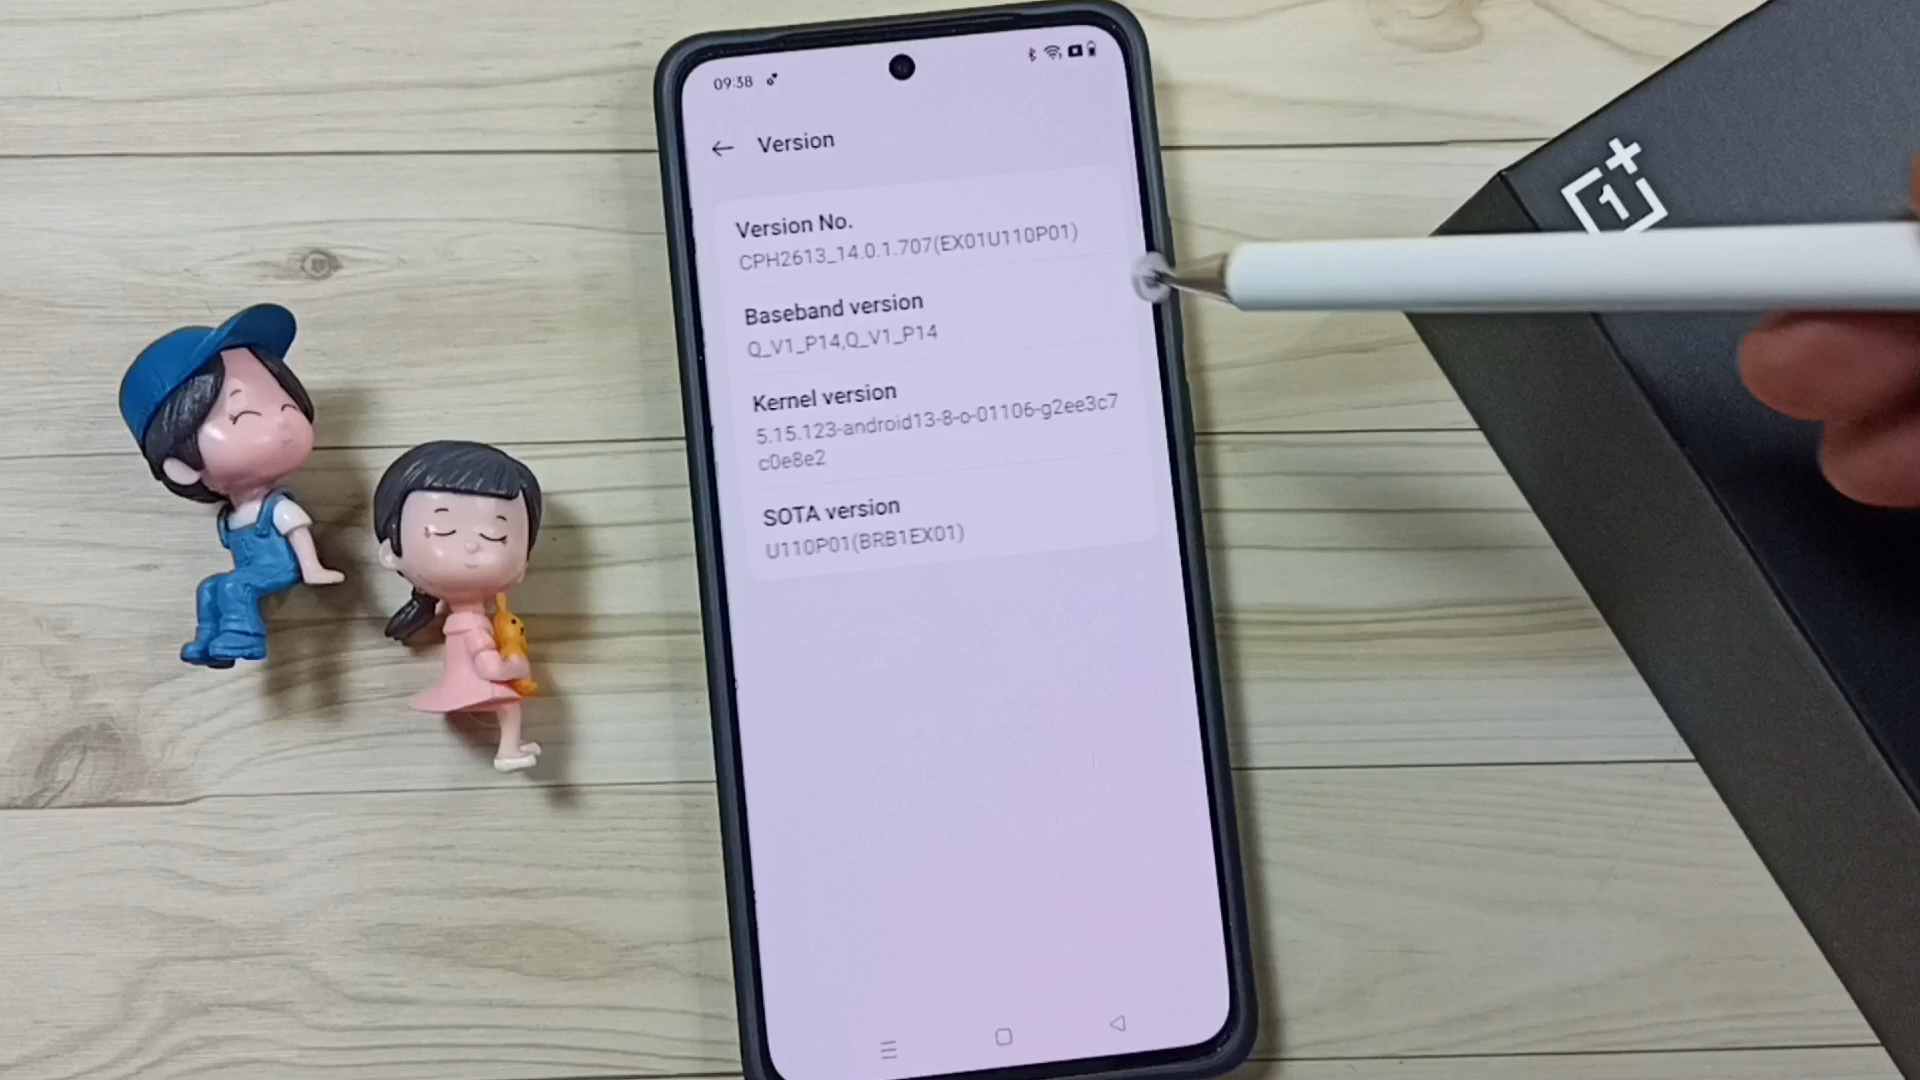 09:38
Version
Version No.
CPH2613_14.0.1.707(EX01U110P01)
Baseband version
Q_V1_P14,Q_V1_P14
Kernel version
5.15.123-android13-8-o-01106-g2ee3c7
c0e8e2
SOTA version
U110P01(BRB1EX01)
1+